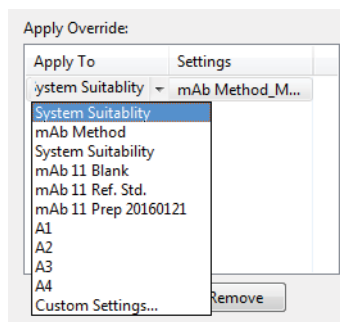 Apply Override:
Apply To Settings
ystem Suitablity mAb Method_M...
System Suitablity
mAb Method
System Suitability
mAb 11 Blank
mAb 11 Ref. Std.
mAb 11 Prep 20160121
A1
A2
A3
A4
Custom Settings...
Remove